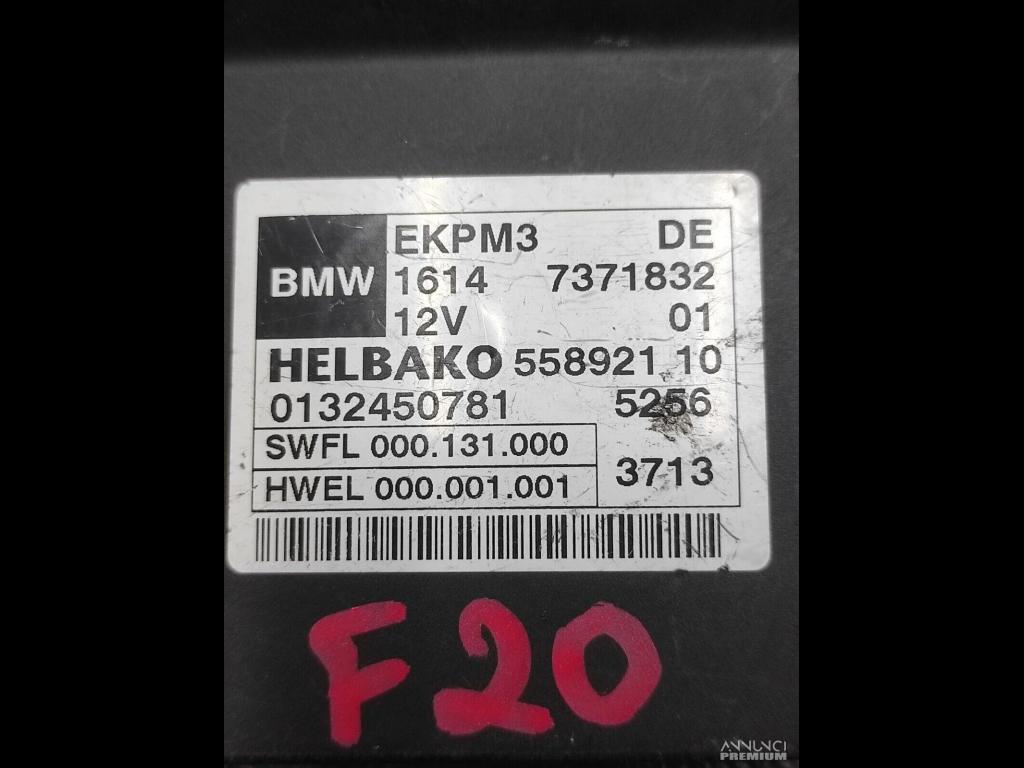 EKPM3 DE
BMW 1614 7371832
12V 01
HELBAKO 558921 10
0132450781 5256
SWFL 000.131.000
3713
HWEL 000.001.001
F20
ANNUNCI
PREMIUM